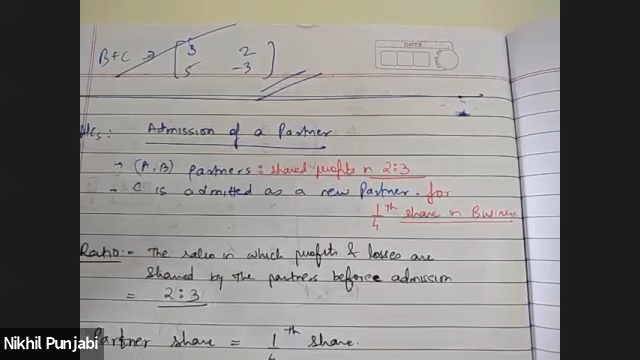 B+C → [ 3 2
5 -3 ]
DATE
Admission of a Partner
→ (A, B) partners : shared profits in 2:3
→ C is admitted as a new Partner. for
1/4 th share in Business
Ratio:- The ratio in which profits & losses are
shared by the partners before admission
= 2:3
Partner share = 1/4 th share.
Nikhil Punjabi